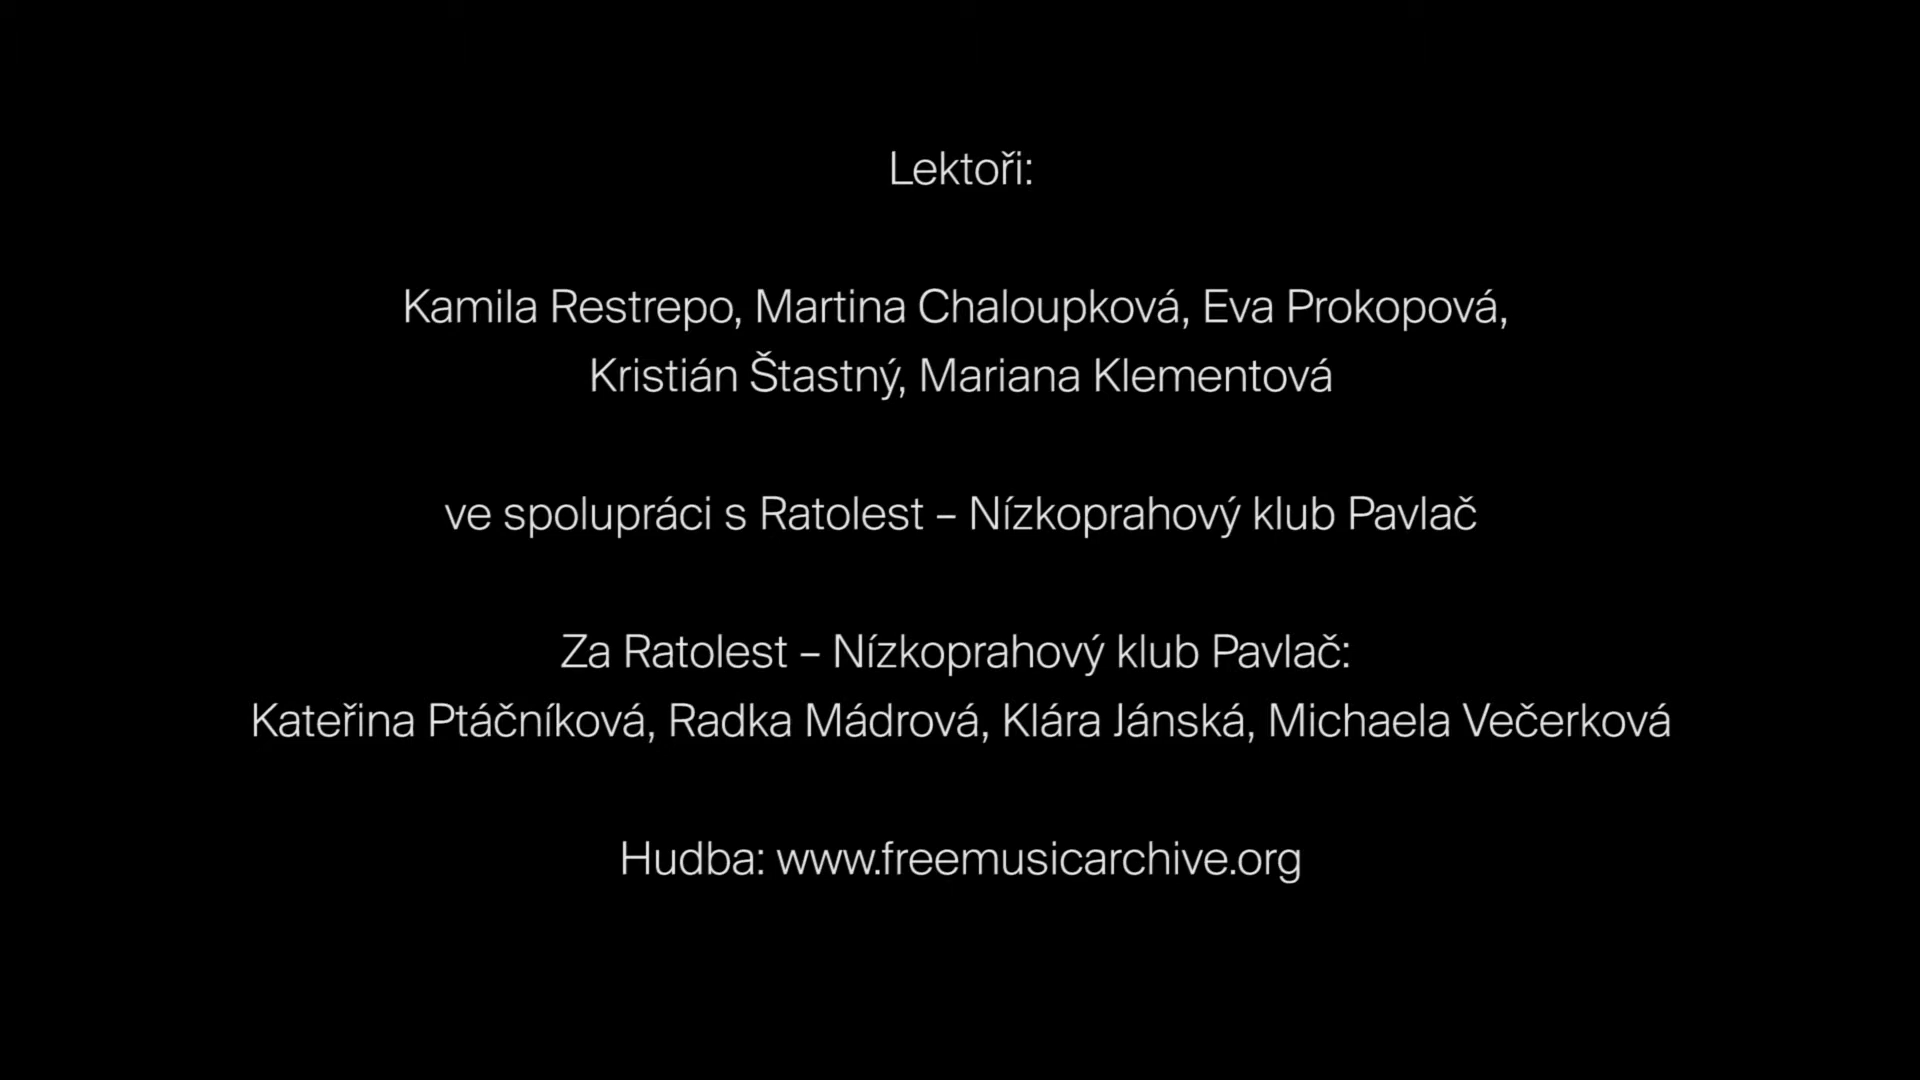 Lektoři:
Kamila Restrepo, Martina Chaloupková, Eva Prokopová,
Kristián Štastný, Mariana Klementová
ve spolupráci s Ratolest – Nízkoprahový klub Pavlač
Za Ratolest – Nízkoprahový klub Pavlač:
Kateřina Ptáčníková, Radka Mádrová, Klára Jánská, Michaela Večerková
Hudba: www.freemusicarchive.org